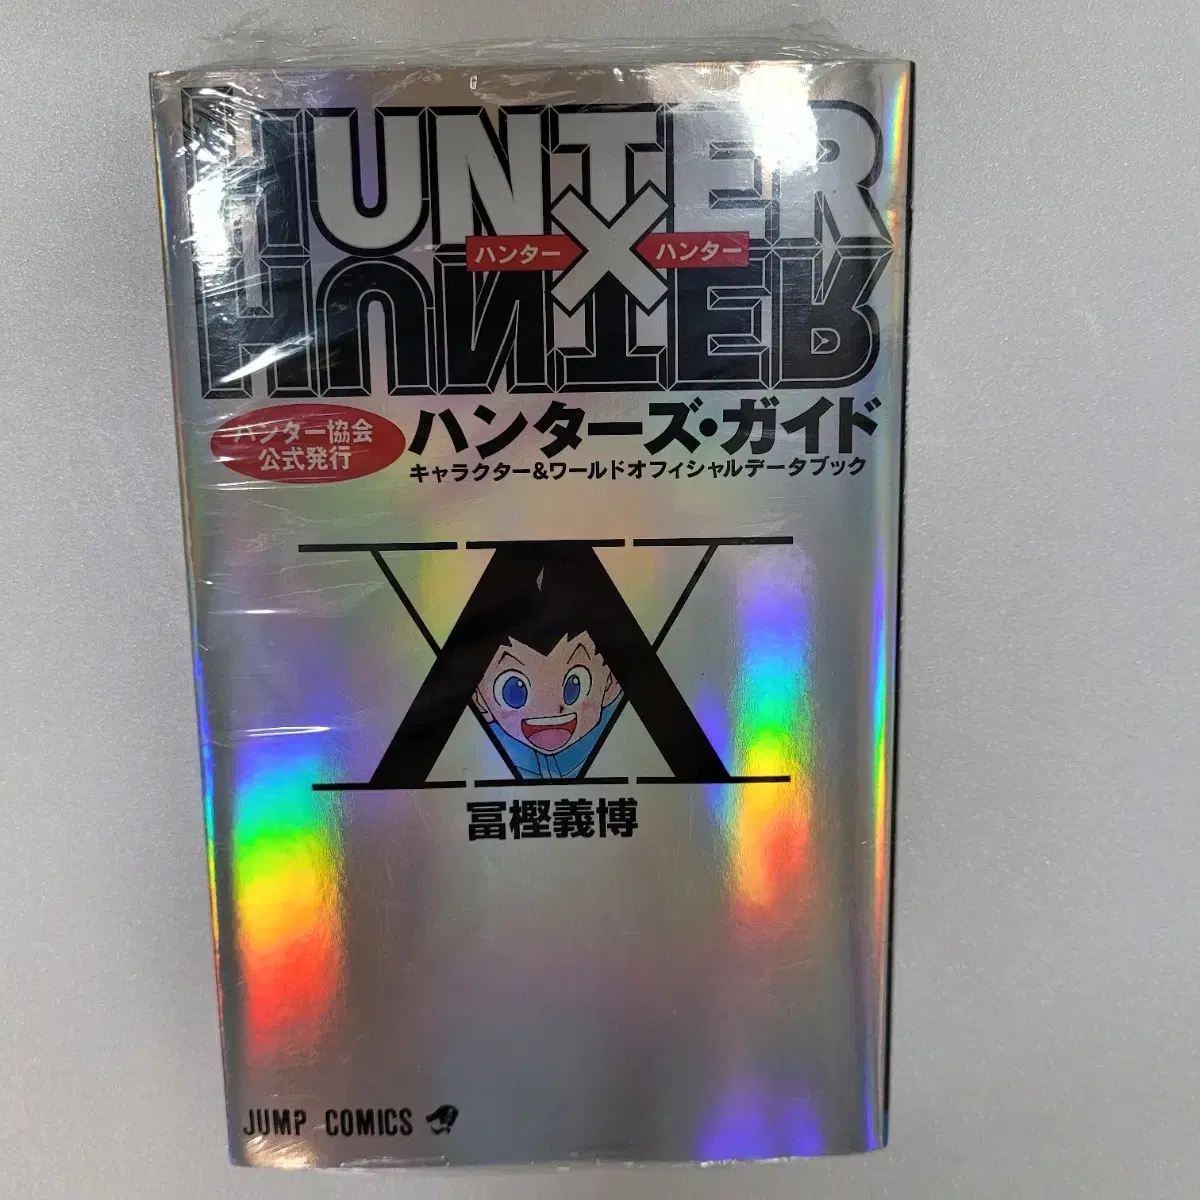 HUNTER
ハンター × ハンター
HUNTER
ハンター協会
公式発行
ハンターズ・ガイド
キャラクター&ワールドオフィシャルデータブック
冨樫義博
JUMP COMICS